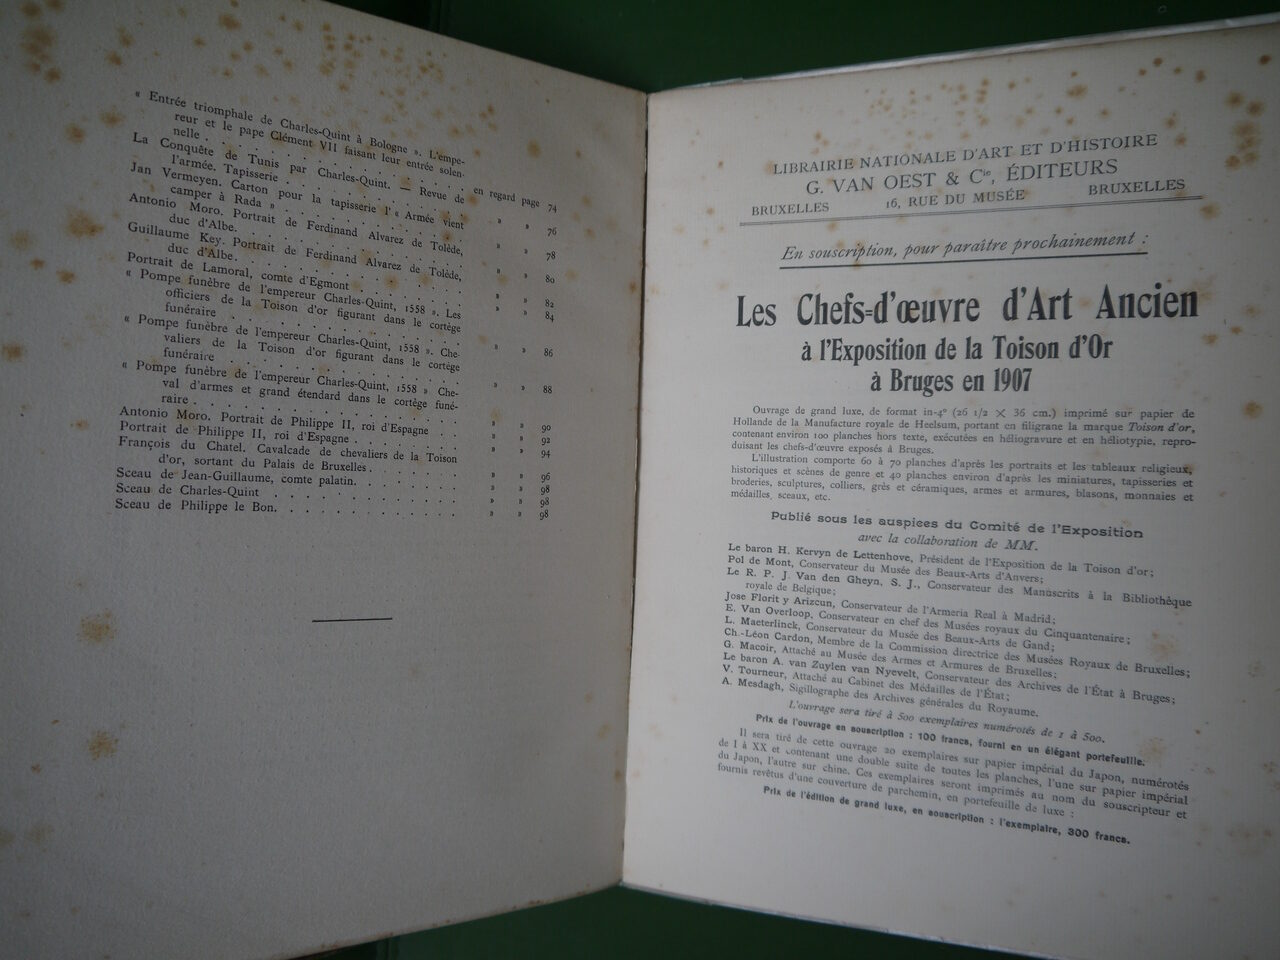 « Entrée triomphale de Charles-Quint à Bologne ». L'empe-
reur et le pape Clément VII faisant leur entrée solen-
nelle . . . . . . . . . . . . en regard page 74
La Conquête de Tunis par Charles-Quint. — Revue de
l'armée. Tapisserie . . . . . . . . . . » » 76
Jan Vermeyen. Carton pour la tapisserie l' « Armée vient
camper à Rada » . . . . . . . . . . » » 78
Antonio Moro. Portrait de Ferdinand Alvarez de Tolède,
duc d'Albe. . . . . . . . . . . . » » 80
Guillaume Key. Portrait de Ferdinand Alvarez de Tolède,
duc d'Albe. . . . . . . . . . . . » » 82
Portrait de Lamoral, comte d'Egmont . . . . . . » » 84
« Pompe funèbre de l'empereur Charles-Quint, 1558 ». Les
officiers de la Toison d'or figurant dans le cortège
funéraire . . . . . . . . . . . . » » 86
« Pompe funèbre de l'empereur Charles-Quint, 1558 ». Che-
valiers de la Toison d'or figurant dans le cortège
funéraire . . . . . . . . . . . . » » 88
« Pompe funèbre de l'empereur Charles-Quint, 1558 » Che-
val d'armes et grand étendard dans le cortège funé-
raire . . . . . . . . . . . . . » » 90
Antonio Moro. Portrait de Philippe II, roi d'Espagne . . » » 92
Portrait de Philippe II, roi d'Espagne . . . . . . » » 94
François du Chatel. Cavalcade de chevaliers de la Toison
d'or, sortant du Palais de Bruxelles . . . . . . » » 96
Sceau de Jean-Guillaume, comte palatin. . . . . . » » 98
Sceau de Charles-Quint . . . . . . . . . . » » 98
Sceau de Philippe le Bon. . . . . . . . . . » » 98
LIBRAIRIE NATIONALE D'ART ET D'HISTOIRE
G. VAN OEST & Cie, ÉDITEURS
BRUXELLES 16, RUE DU MUSÉE BRUXELLES
En souscription, pour paraître prochainement :
Les Chefs-d'œuvre d'Art Ancien
à l'Exposition de la Toison d'Or
à Bruges en 1907
Ouvrage de grand luxe, de format in-4° (26 1/2 × 36 cm.) imprimé sur papier de
Hollande de la Manufacture royale de Heelsum, portant en filigrane la marque Toison d'or,
contenant environ 100 planches hors texte, exécutées en héliogravure et en héliotypie, repro-
duisant les chefs-d'œuvre exposés à Bruges.
L'illustration comporte 60 à 70 planches d'après les portraits et les tableaux religieux,
historiques et scènes de genre et 40 planches environ d'après les miniatures, tapisseries et
broderies, sculptures, colliers, grès et céramiques, armes et armures, blasons, monnaies et
médailles, sceaux, etc.
Publié sous les auspices du Comité de l'Exposition
avec la collaboration de MM.
Le baron H. Kervyn de Lettenhove, Président de l'Exposition de la Toison d'or;
Pol de Mont, Conservateur du Musée des Beaux-Arts d'Anvers;
Le R. P. J. Van den Gheyn, S. J., Conservateur des Manuscrits à la Bibliothèque
royale de Belgique;
Jose Florit y Arizcun, Conservateur de l'Armeria Real à Madrid;
E. Van Overloop, Conservateur en chef des Musées royaux du Cinquantenaire;
L. Maeterlinck, Conservateur du Musée des Beaux-Arts de Gand;
Ch.-Léon Cardon, Membre de la Commission directrice des Musées Royaux de Bruxelles;
G. Macoir, Attaché au Musée des Armes et Armures de Bruxelles;
Le baron A. van Zuylen van Nyevelt, Conservateur des Archives de l'État à Bruges;
V. Tourneur, Attaché au Cabinet des Médailles de l'État;
A. Mesdagh, Sigillographe des Archives générales du Royaume.
L'ouvrage sera tiré à 500 exemplaires numérotés de 1 à 500.
Prix de l'ouvrage en souscription : 100 francs, fourni en un élégant portefeuille.
Il sera tiré de cette ouvrage 20 exemplaires sur papier impérial du Japon, numérotés
de I à XX et contenant une double suite de toutes les planches, l'une sur papier impérial
du Japon, l'autre sur chine. Ces exemplaires seront imprimés au nom du souscripteur et
fournis revêtus d'une couverture de parchemin, en portefeuille de luxe :
Prix de l'édition de grand luxe, en souscription : l'exemplaire, 300 francs.